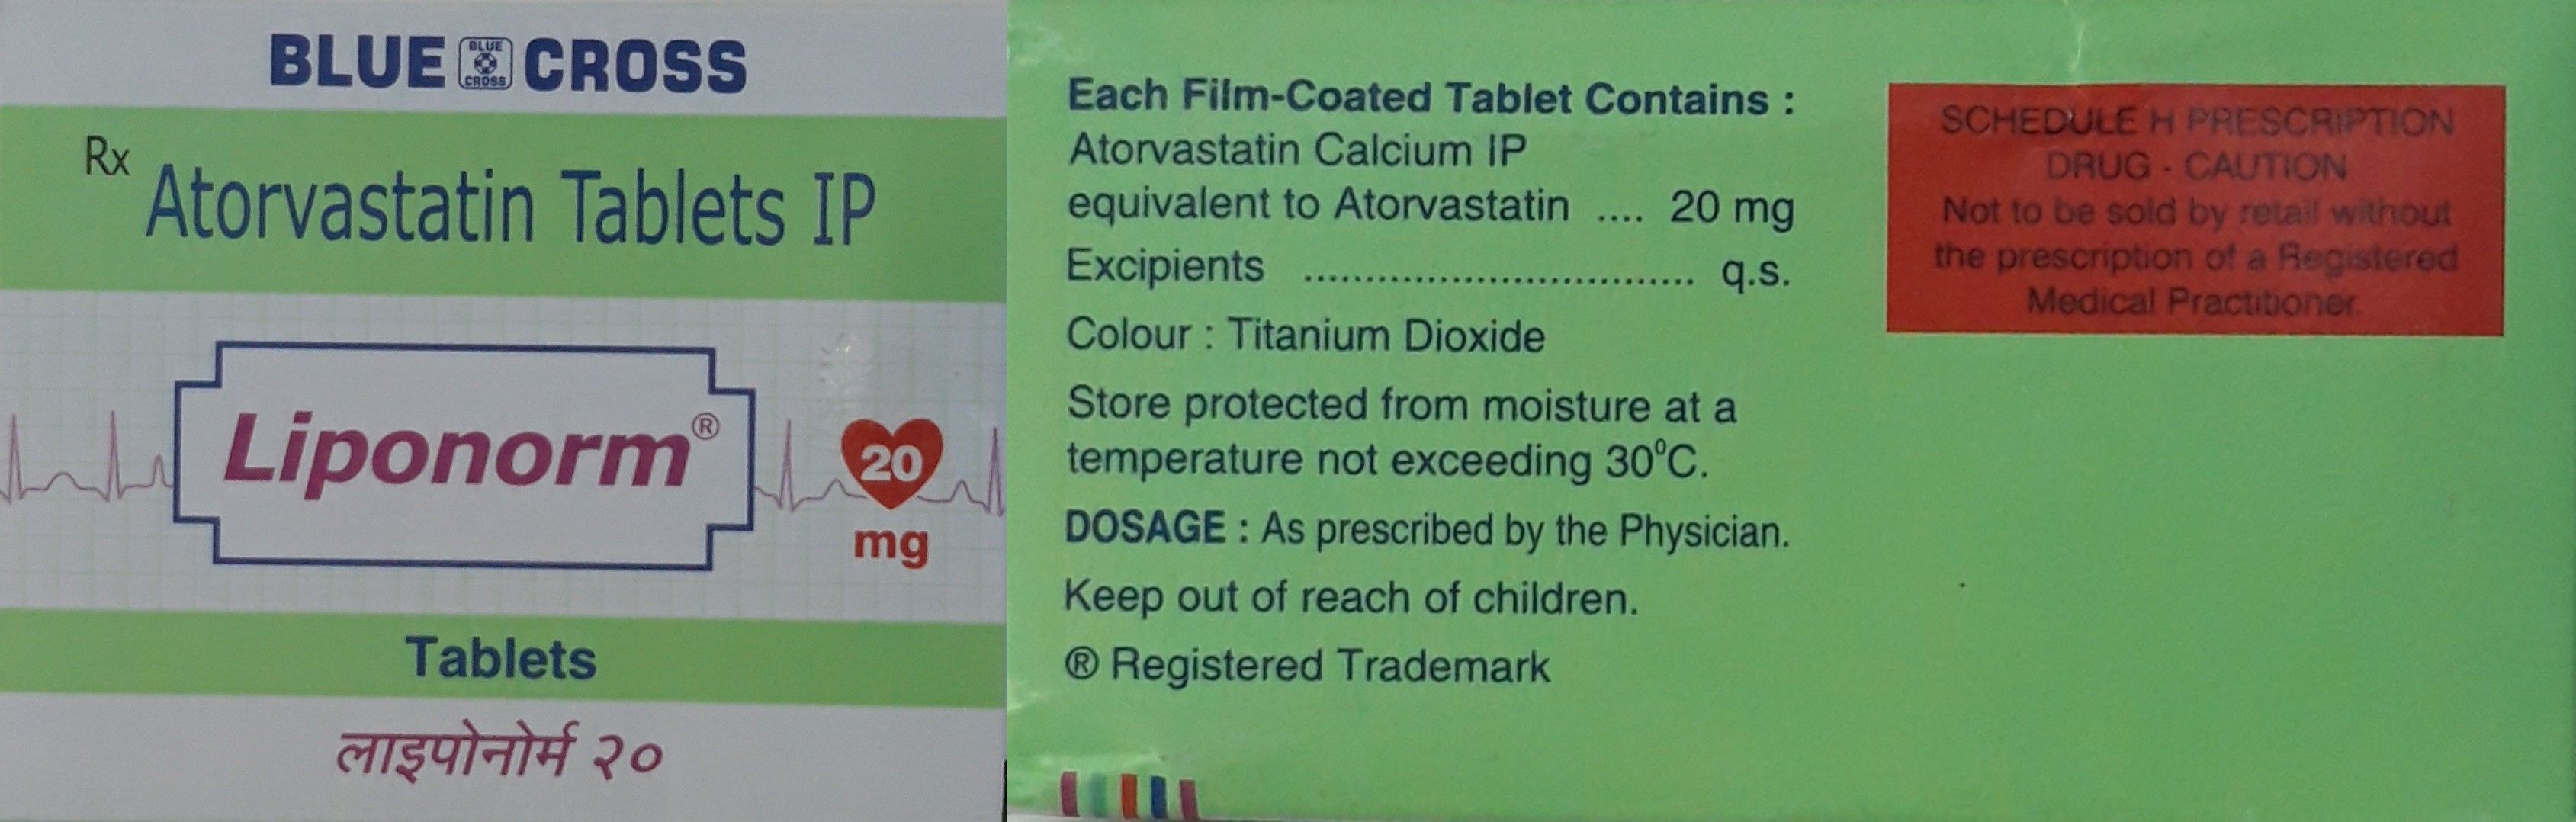 BLUE BLUE CROSS CROSS
Rx Atorvastatin Tablets IP
Liponorm®
20
mg
Tablets
लाइपोनोर्म २०
Each Film-Coated Tablet Contains :
Atorvastatin Calcium IP
equivalent to Atorvastatin .... 20 mg
Excipients ................................ q.s.
Colour : Titanium Dioxide
Store protected from moisture at a
temperature not exceeding 30⁰C.
DOSAGE : As prescribed by the Physician.
Keep out of reach of children.
® Registered Trademark
SCHEDULE H PRESCRIPTION
DRUG - CAUTION
Not to be sold by retail without
the prescription of a Registered
Medical Practitioner.